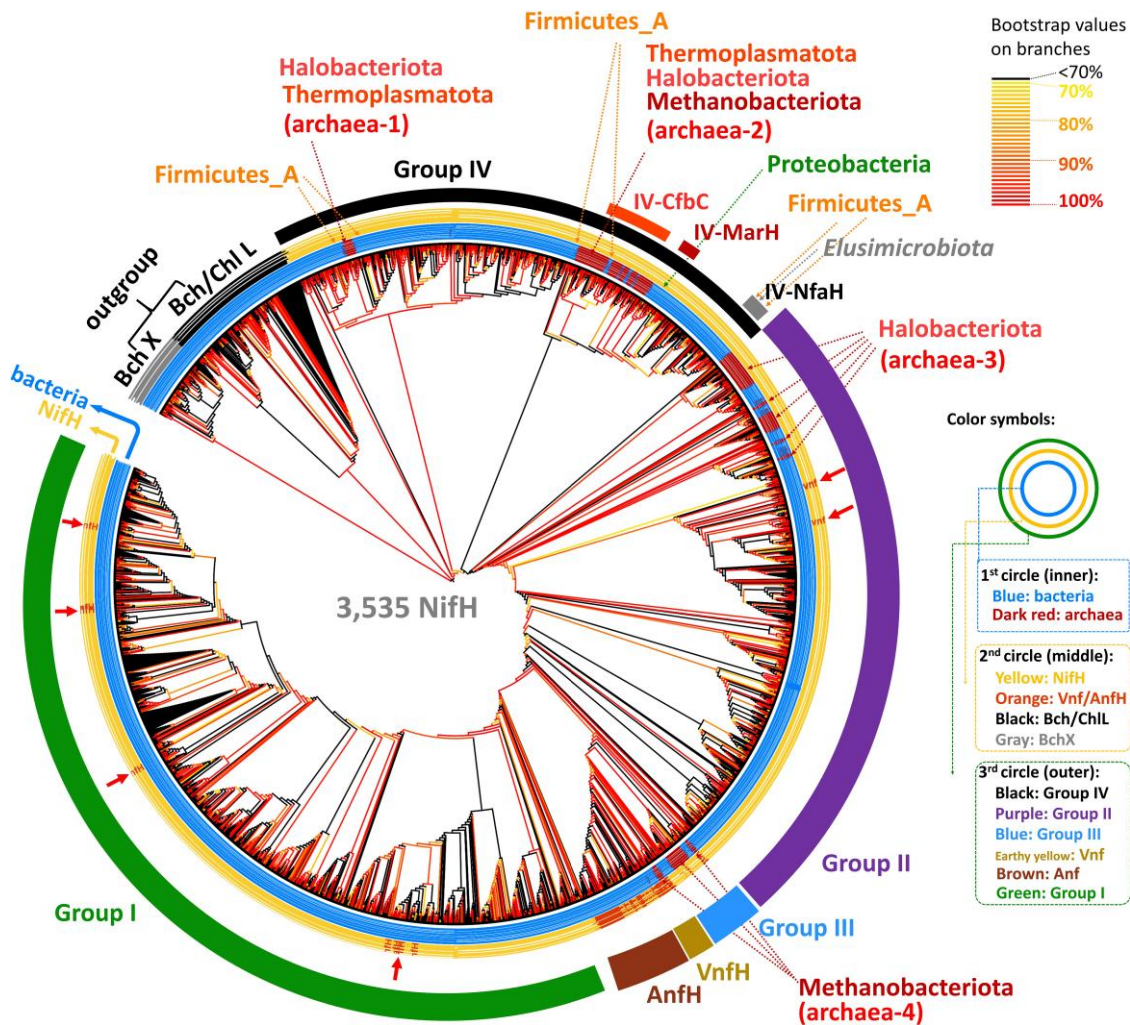 Firmicutes_A
Halobacteriota
Thermoplasmatota
(archaea-1)
Thermoplasmatota
Halobacteriota
Methanobacteriota
(archaea-2)
Bootstrap values
on branches
<70%
70%
80%
90%
100%
Firmicutes_A
Group IV
Proteobacteria
IV-CfbC
Firmicutes_A
IV-MarH
Elusimicrobiota
IV-NfaH
outgroup
Bch/Chl L
Bch X
Halobacteriota
(archaea-3)
bacteria
NifH
Color symbols:
Vnf
Vnf
nfH
nfH
3,535 NifH
1st circle (inner):
Blue: bacteria
Dark red: archaea
2nd circle (middle):
Yellow: NifH
Orange: Vnf/AnfH
Black: Bch/ChlL
Gray: BchX
3rd circle (outer):
Black: Group IV
Purple: Group II
Blue: Group III
Earthy yellow: Vnf
Brown: Anf
Green: Group I
Group II
Group I
Group III
VnfH
AnfH
Methanobacteriota
(archaea-4)